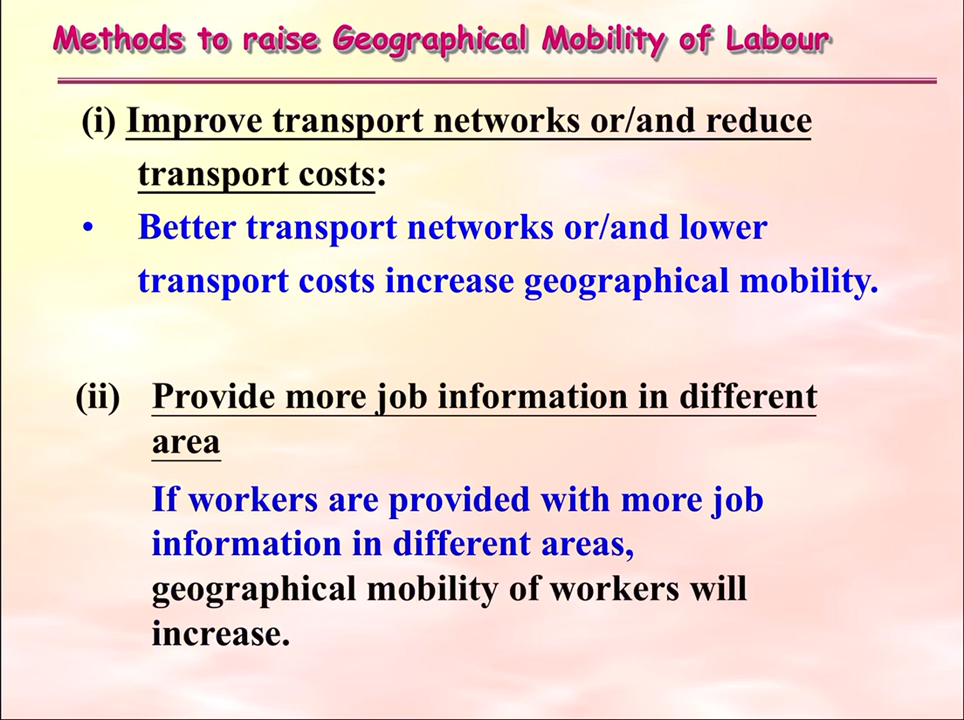 Methods to raise Geographical Mobility of Labour
(i) Improve transport networks or/and reduce
transport costs:
• Better transport networks or/and lower
transport costs increase geographical mobility.
(ii) Provide more job information in different
area
If workers are provided with more job
information in different areas,
geographical mobility of workers will
increase.